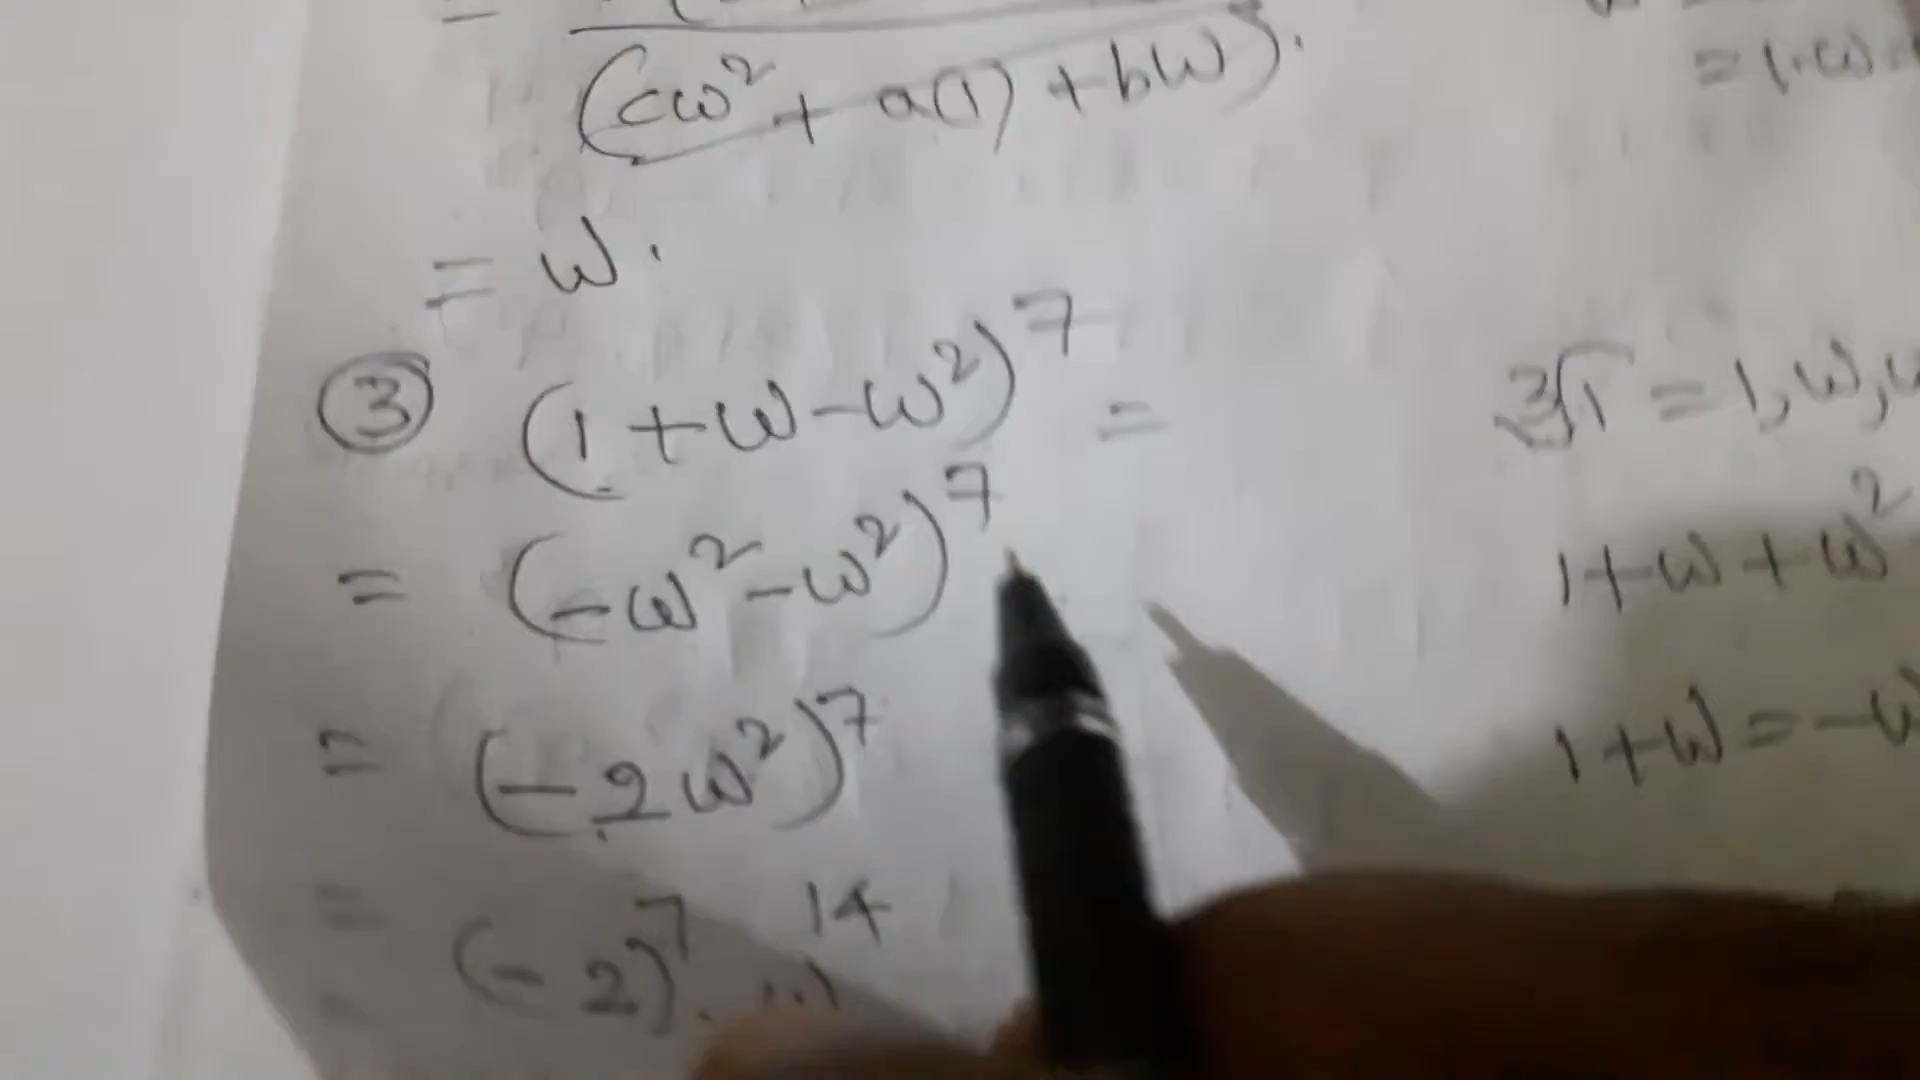 (cω² + a(1) + bω).
= ω.
③ (1 + ω - ω²)⁷ =
= (-ω² - ω²)⁷
= (-2ω²)⁷
= (-2)⁷. ω¹⁴
= 1.ω.
∛1 = 1, ω,
1 + ω + ω²
1 + ω = -ω